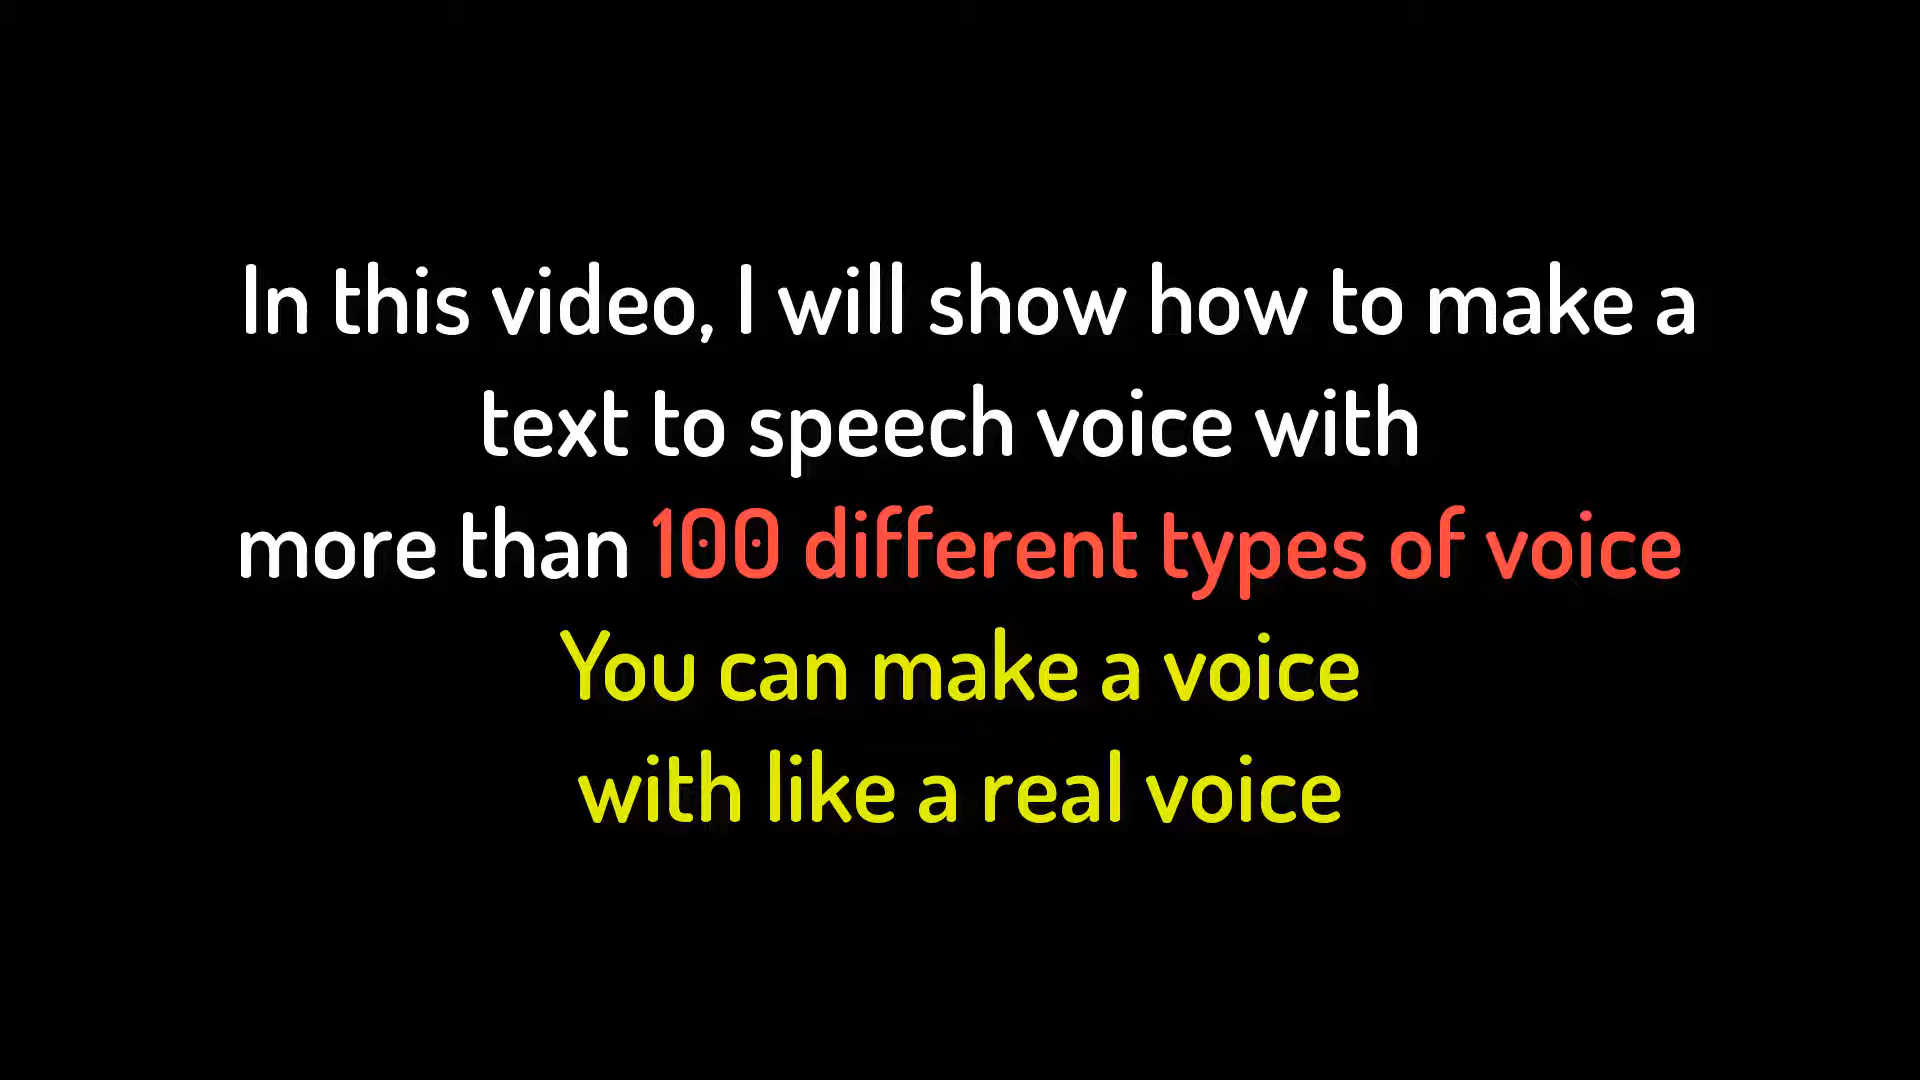 In this video, I will show how to make a
text to speech voice with
more than 100 different types of voice
You can make a voice
with like a real voice